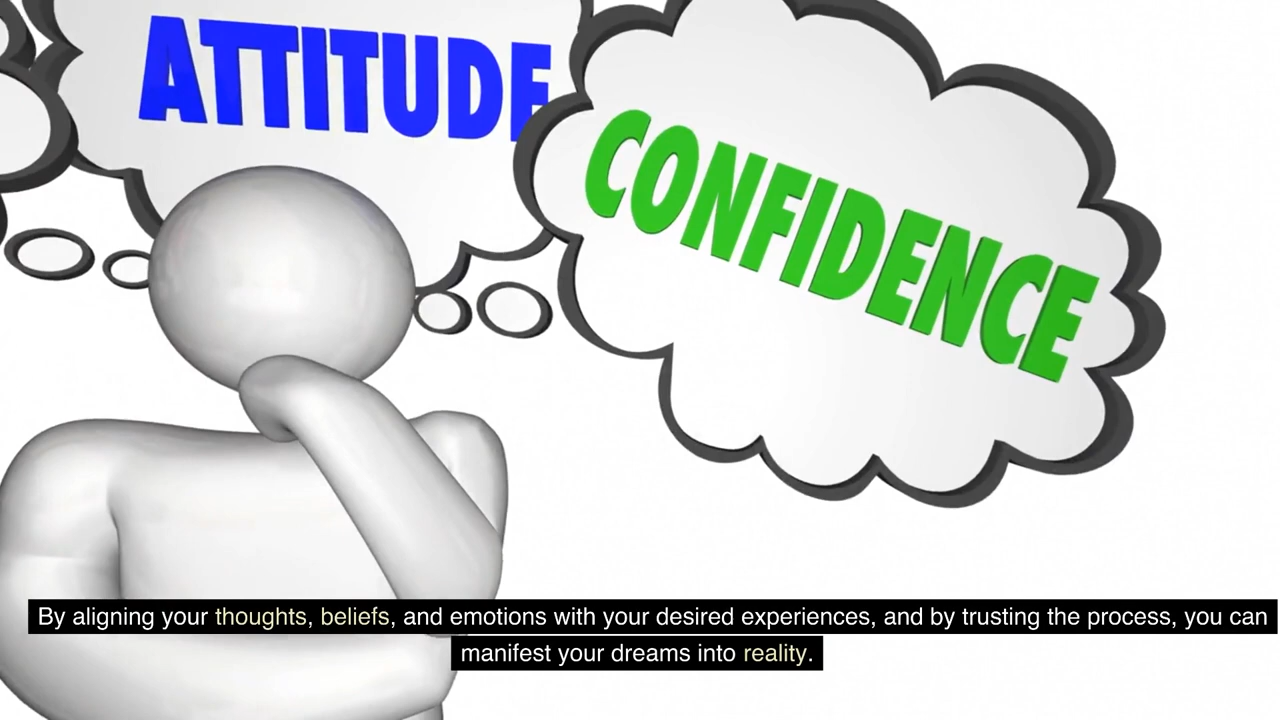 ATTITUDE
CONFIDENCE
By aligning your thoughts, beliefs, and emotions with your desired experiences, and by trusting the process, you can
manifest your dreams into reality.